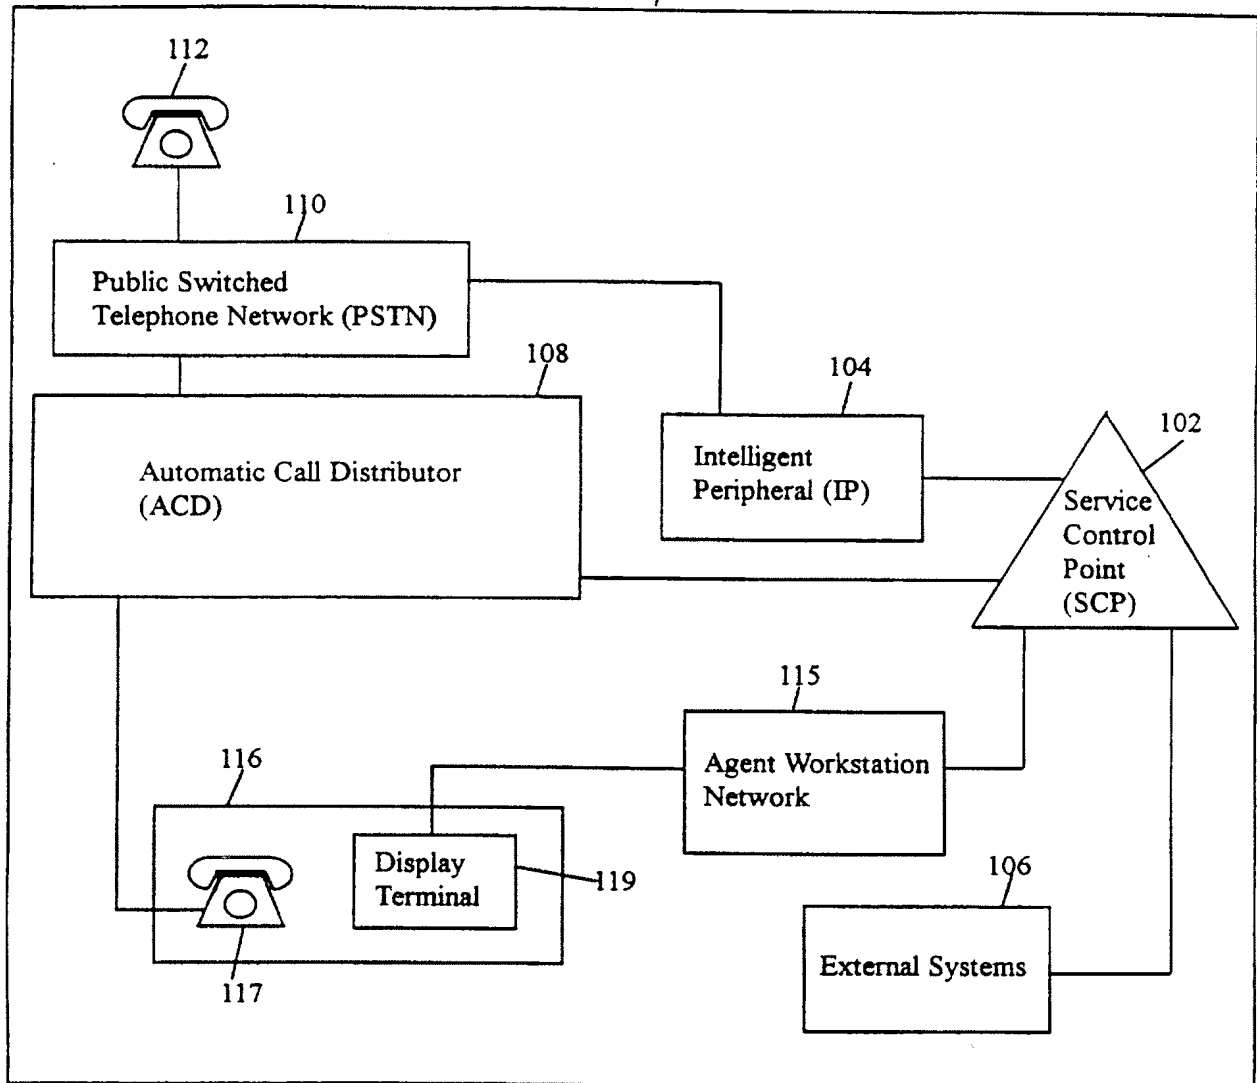 112
110
Public Switched
Telephone Network (PSTN)
108
Automatic Call Distributor
(ACD)
104
Intelligent
Peripheral (IP)
102
Service
Control
Point
(SCP)
115
Agent Workstation
Network
116
Display
Terminal
119
117
106
External Systems